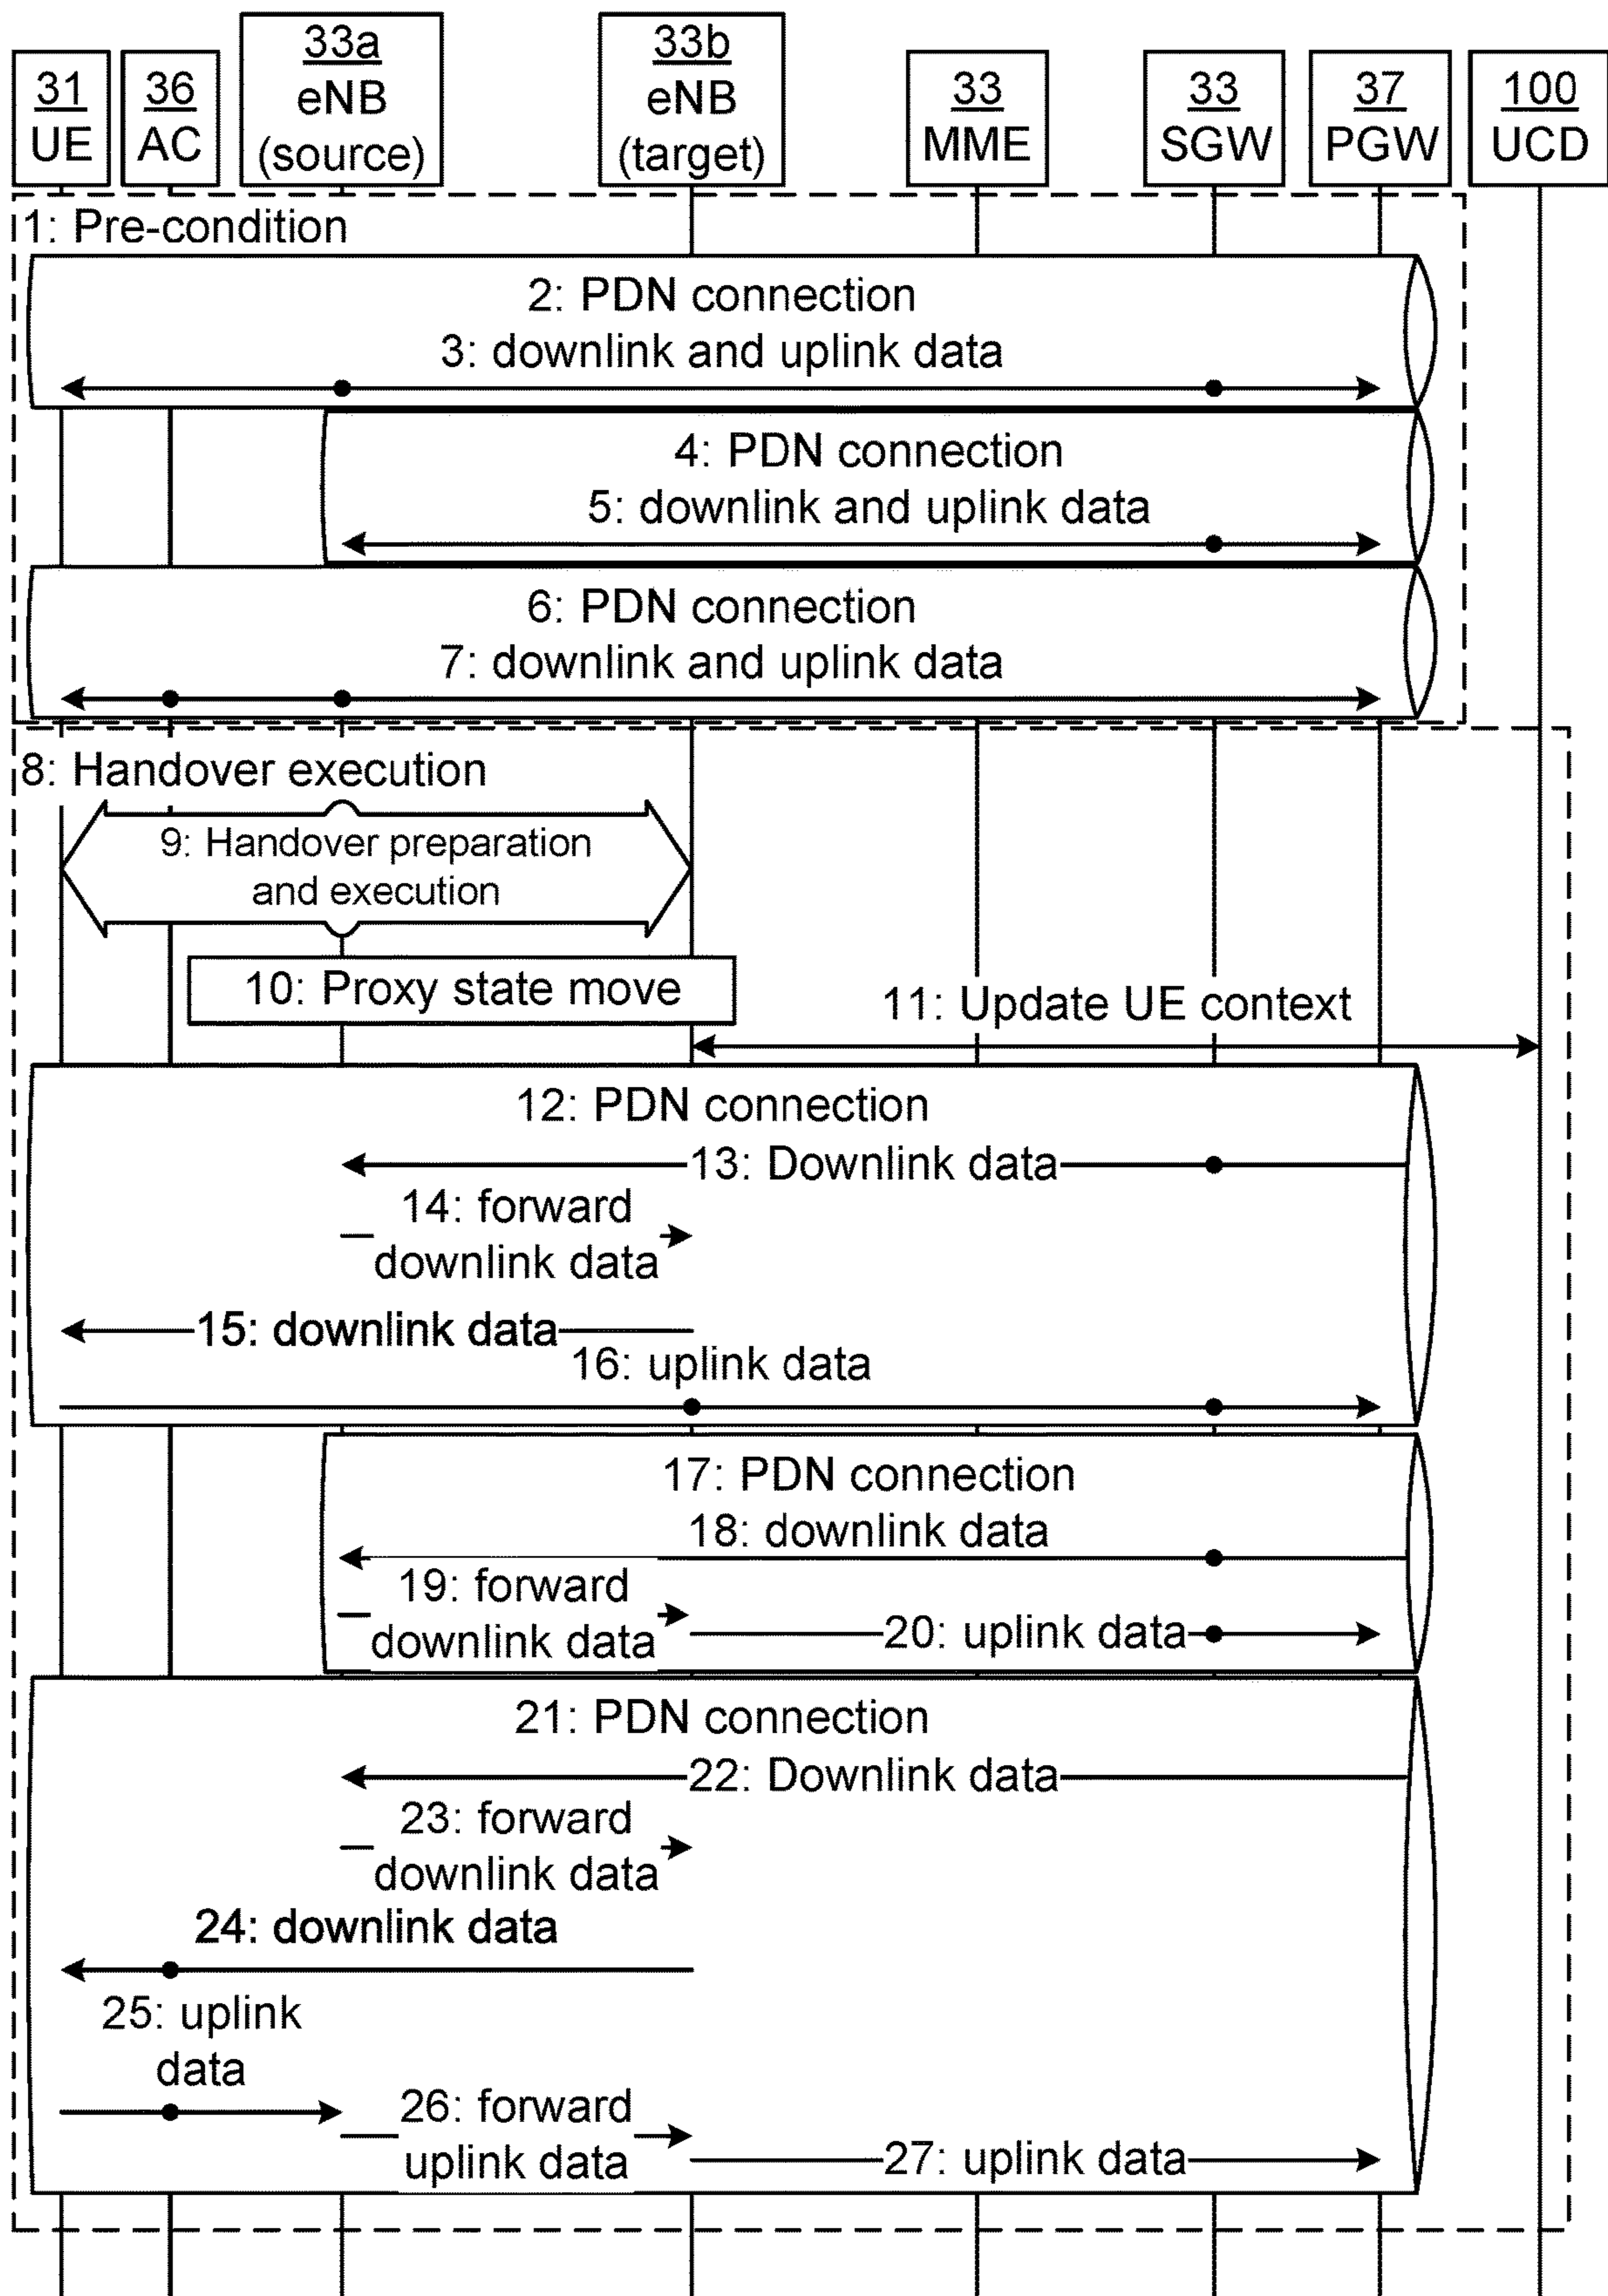 31
UE
36
AC
33a
eNB
(source)
33b
eNB
(target)
33
MME
33
SGW
37
PGW
100
UCD
1: Pre-condition
2: PDN connection
3: downlink and uplink data
4: PDN connection
5: downlink and uplink data
6: PDN connection
7: downlink and uplink data
8: Handover execution
9: Handover preparation
and execution
10: Proxy state move
11: Update UE context
12: PDN connection
13: Downlink data
14: forward
downlink data
15: downlink data
16: uplink data
17: PDN connection
18: downlink data
19: forward
downlink data
20: uplink data
21: PDN connection
22: Downlink data
23: forward
downlink data
24: downlink data
25: uplink
data
26: forward
uplink data
27: uplink data